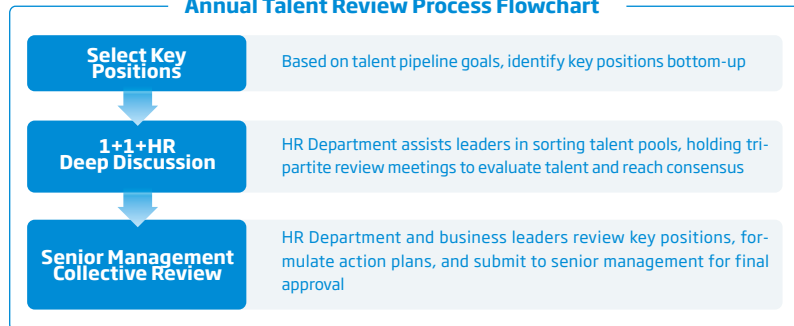 Annual Talent Review Process Flowchart
Select Key
Positions
Based on talent pipeline goals, identify key positions bottom-up
1+1+HR
Deep Discussion
HR Department assists leaders in sorting talent pools, holding tri-
partite review meetings to evaluate talent and reach consensus
Senior Management
Collective Review
HR Department and business leaders review key positions, for-
mulate action plans, and submit to senior management for final
approval